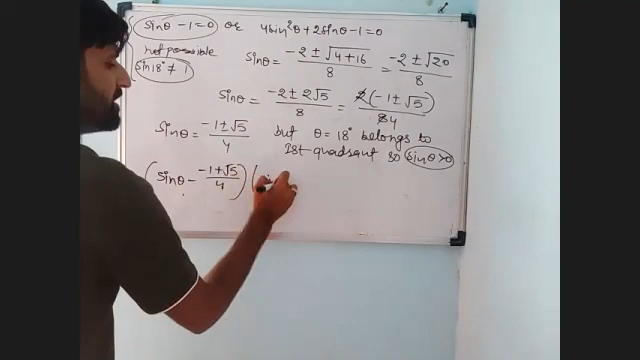 sinθ - 1 = 0 or 4sin²θ + 2sinθ - 1 = 0
not possible
sin18° ≠ 1
sinθ = (-2 ± √(4+16))/8 = (-2 ± √20)/8
sinθ = (-2 ± 2√5)/8 = 2(-1 ± √5)/8 4
sinθ = (-1 ± √5)/4 but θ = 18° belongs to
Ist quadrant so sinθ>0
(sinθ - (-1+√5)/4) (